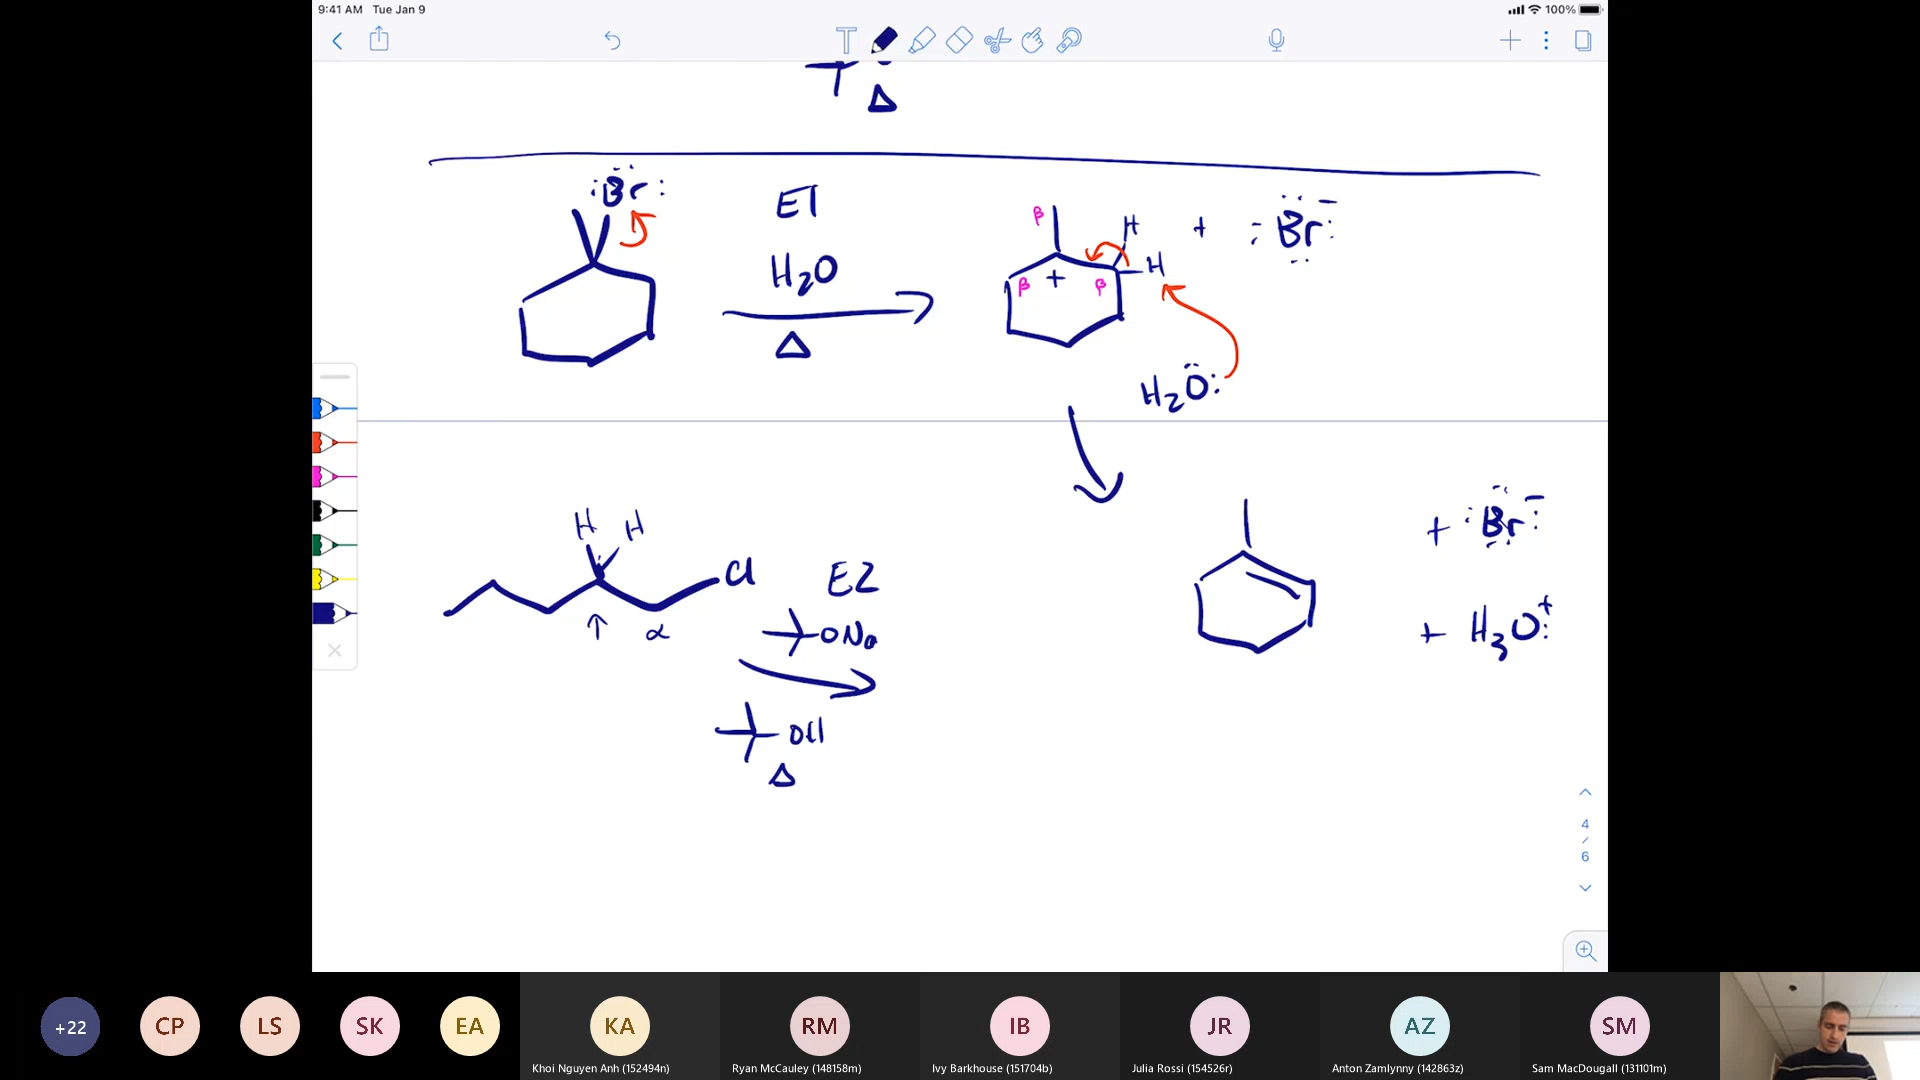 9:41 AM Tue Jan 9
100%
T
Δ
:Br:
E1
H₂O
Δ
β
H
H
β
+
β
+
:Br:⁻
H₂O:
H H
Cl
↑ α
E2
ONa
OH
Δ
+ :Br:⁻
+ H₃O⁺:
4
/
6
+22
CP
LS
SK
EA
KA
RM
IB
JR
AZ
SM
Khoi Nguyen Anh (152494n)
Ryan McCauley (148158m)
Ivy Barkhouse (151704b)
Julia Rossi (154526r)
Anton Zamlynny (142863z)
Sam MacDougall (131101m)